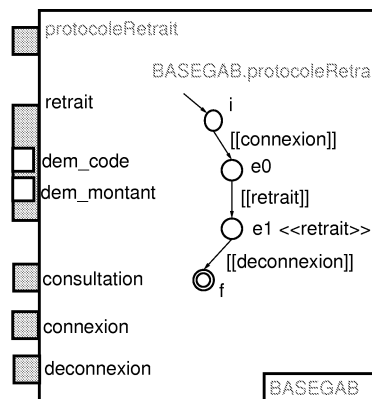 protocoleRetrait
BASEGAB.protocoleRetra
i
retrait
[[connexion]]
dem_code
e0
dem_montant
[[retrait]]
e1 <<retrait>>
[[deconnexion]]
consultation
f
connexion
deconnexion
BASEGAB